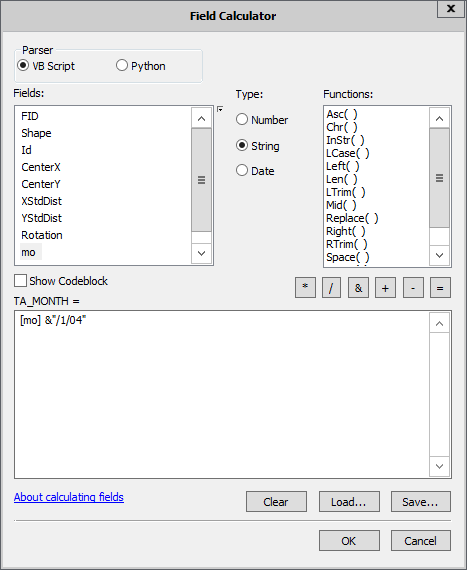 Field Calculator
Parser
VB Script
Python
Fields:
FID
Shape
Id
CenterX
CenterY
XStdDist
YStdDist
Rotation
mo
Type:
Number
String
Date
Functions:
Asc( )
Chr( )
InStr( )
LCase( )
Left( )
Len( )
LTrim( )
Mid( )
Replace( )
Right( )
RTrim( )
Space( )
Show Codeblock
* / & + - =
TA_MONTH =
[mo] &"/1/04"
About calculating fields
Clear
Load...
Save...
OK
Cancel